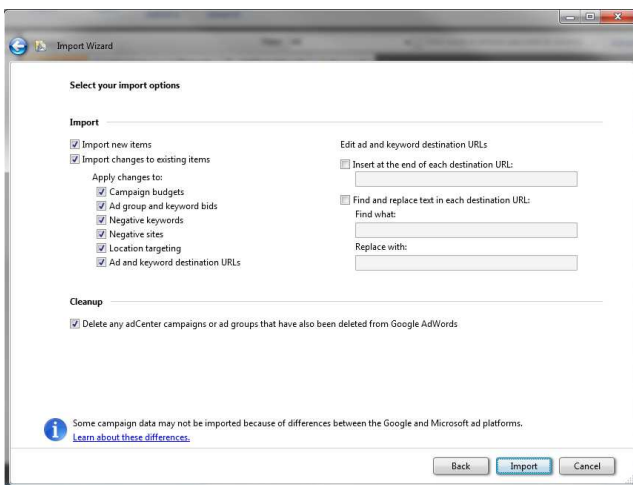 Import Wizard
Select your import options
Import
Import new items
Import changes to existing items
Apply changes to:
Campaign budgets
Ad group and keyword bids
Negative keywords
Negative sites
Location targeting
Ad and keyword destination URLs
Edit ad and keyword destination URLs
Insert at the end of each destination URL:
Find and replace text in each destination URL:
Find what:
Replace with:
Cleanup
Delete any adCenter campaigns or ad groups that have also been deleted from Google AdWords
Some campaign data may not be imported because of differences between the Google and Microsoft ad platforms.
Learn about these differences.
Back
Import
Cancel